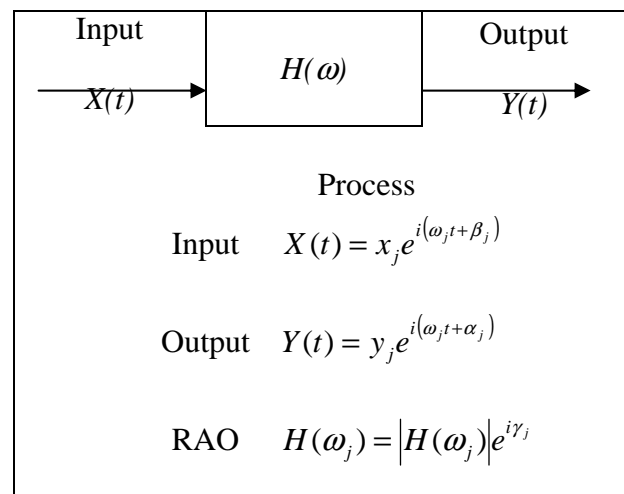 Input Output
H(ω)
X(t) Y(t)
Process
Input X(t) = x_j e^{i(ω_j t+β_j)}
Output Y(t) = y_j e^{i(ω_j t+α_j)}
RAO H(ω_j) = |H(ω_j)| e^{iγ_j}